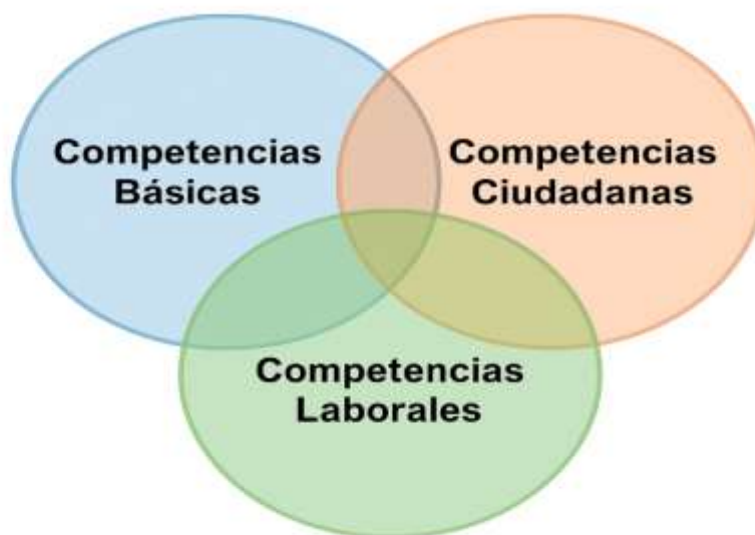 Competencias
Básicas
Competencias
Ciudadanas
Competencias
Laborales